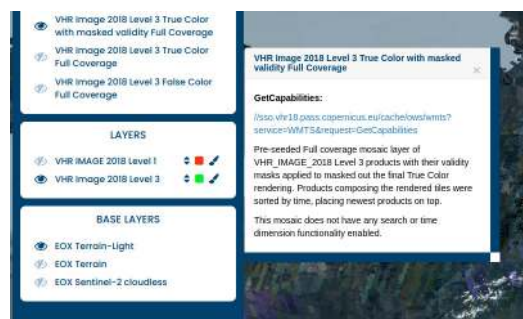 VHR Image 2018 Level 3 True Color
with masked validity Full Coverage
VHR Image 2018 Level 3 True Color
Full Coverage
VHR Image 2018 Level 3 False Color
Full Coverage
LAYERS
VHR IMAGE 2018 Level 1
VHR Image 2018 Level 3
BASE LAYERS
EOX Terrain-Light
EOX Terrain
EOX Sentinel-2 cloudless
VHR Image 2018 Level 3 True Color with masked
validity Full Coverage
×
GetCapabilities:
//sso.vhr18.pass.copernicus.eu/cache/ows/wmts?
service=WMTS&request=GetCapabilities
Pre-seeded Full coverage mosaic layer of
VHR_IMAGE_2018 Level 3 products with their validity
masks applied to masked out the final True Color
rendering. Products composing the rendered tiles were
sorted by time, placing newest products on top.
This mosaic does not have any search or time
dimension functionality enabled.